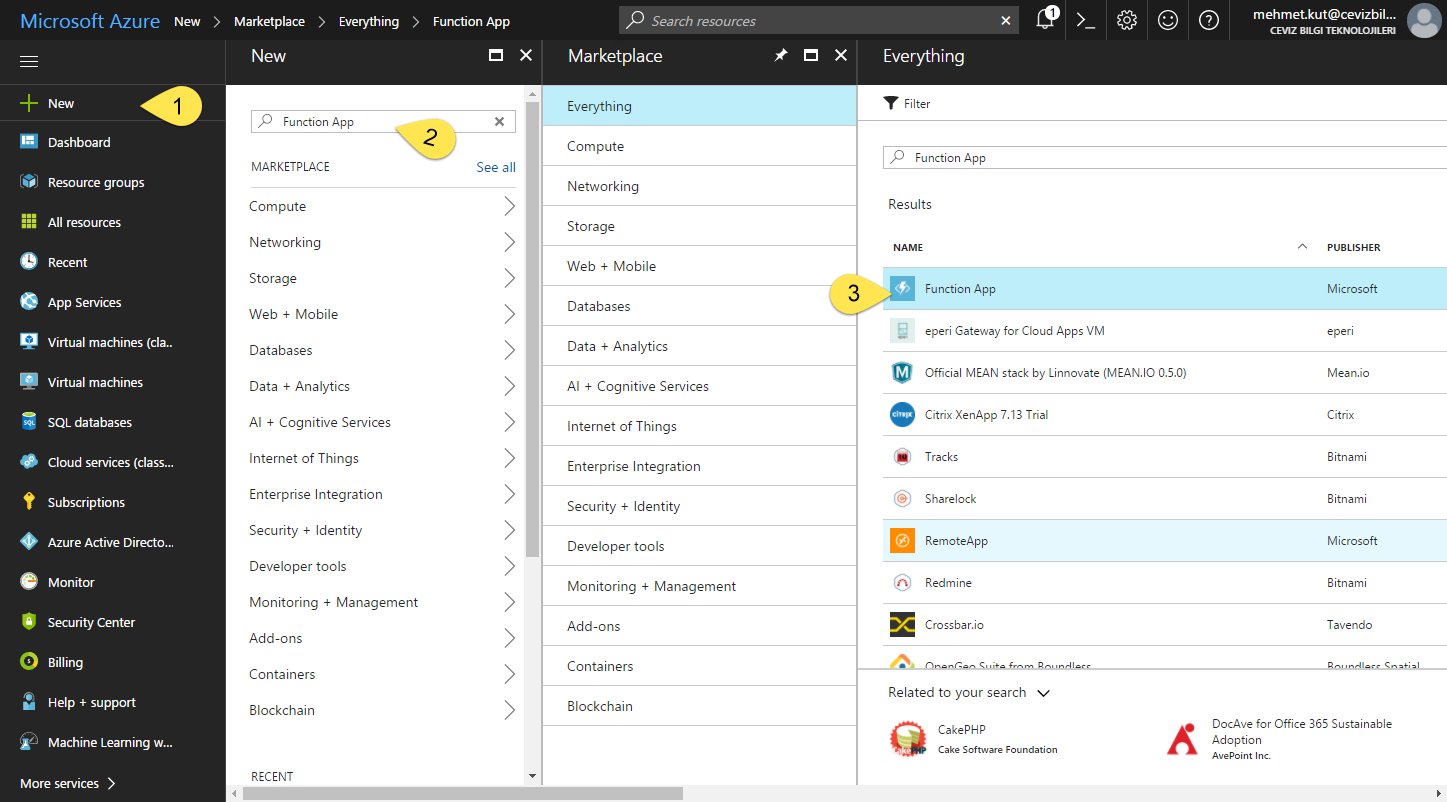 Microsoft Azure New Marketplace Everything Function App
Search resources
1
mehmet.kut@cevizbil...
CEVIZ BILGI TEKNOLOJILERI
New
1
Dashboard
Resource groups
All resources
Recent
App Services
Virtual machines (cla..
Virtual machines
SQL databases
Cloud services (class...
Subscriptions
Azure Active Directo...
Monitor
Security Center
Billing
Help + support
Machine Learning w...
More services
New
Function App
2
MARKETPLACE
See all
Compute
Networking
Storage
Web + Mobile
Databases
Data + Analytics
AI + Cognitive Services
Internet of Things
Enterprise Integration
Security + Identity
Developer tools
Monitoring + Management
Add-ons
Containers
Blockchain
RECENT
Marketplace
Everything
Compute
Networking
Storage
Web + Mobile
Databases
Data + Analytics
AI + Cognitive Services
Internet of Things
Enterprise Integration
Security + Identity
Developer tools
Monitoring + Management
Add-ons
Containers
Blockchain
Everything
Filter
Function App
Results
NAME PUBLISHER
3
Function App Microsoft
eperi Gateway for Cloud Apps VM eperi
Official MEAN stack by Linnovate (MEAN.IO 0.5.0) Mean.io
Citrix XenApp 7.13 Trial Citrix
Tracks Bitnami
Sharelock Bitnami
RemoteApp Microsoft
Redmine Bitnami
Crossbar.io Tavendo
OpenGeo Suite from Boundless Boundless Spatial
Related to your search
CakePHP
Cake Software Foundation
DocAve for Office 365 Sustainable
Adoption
AvePoint Inc.